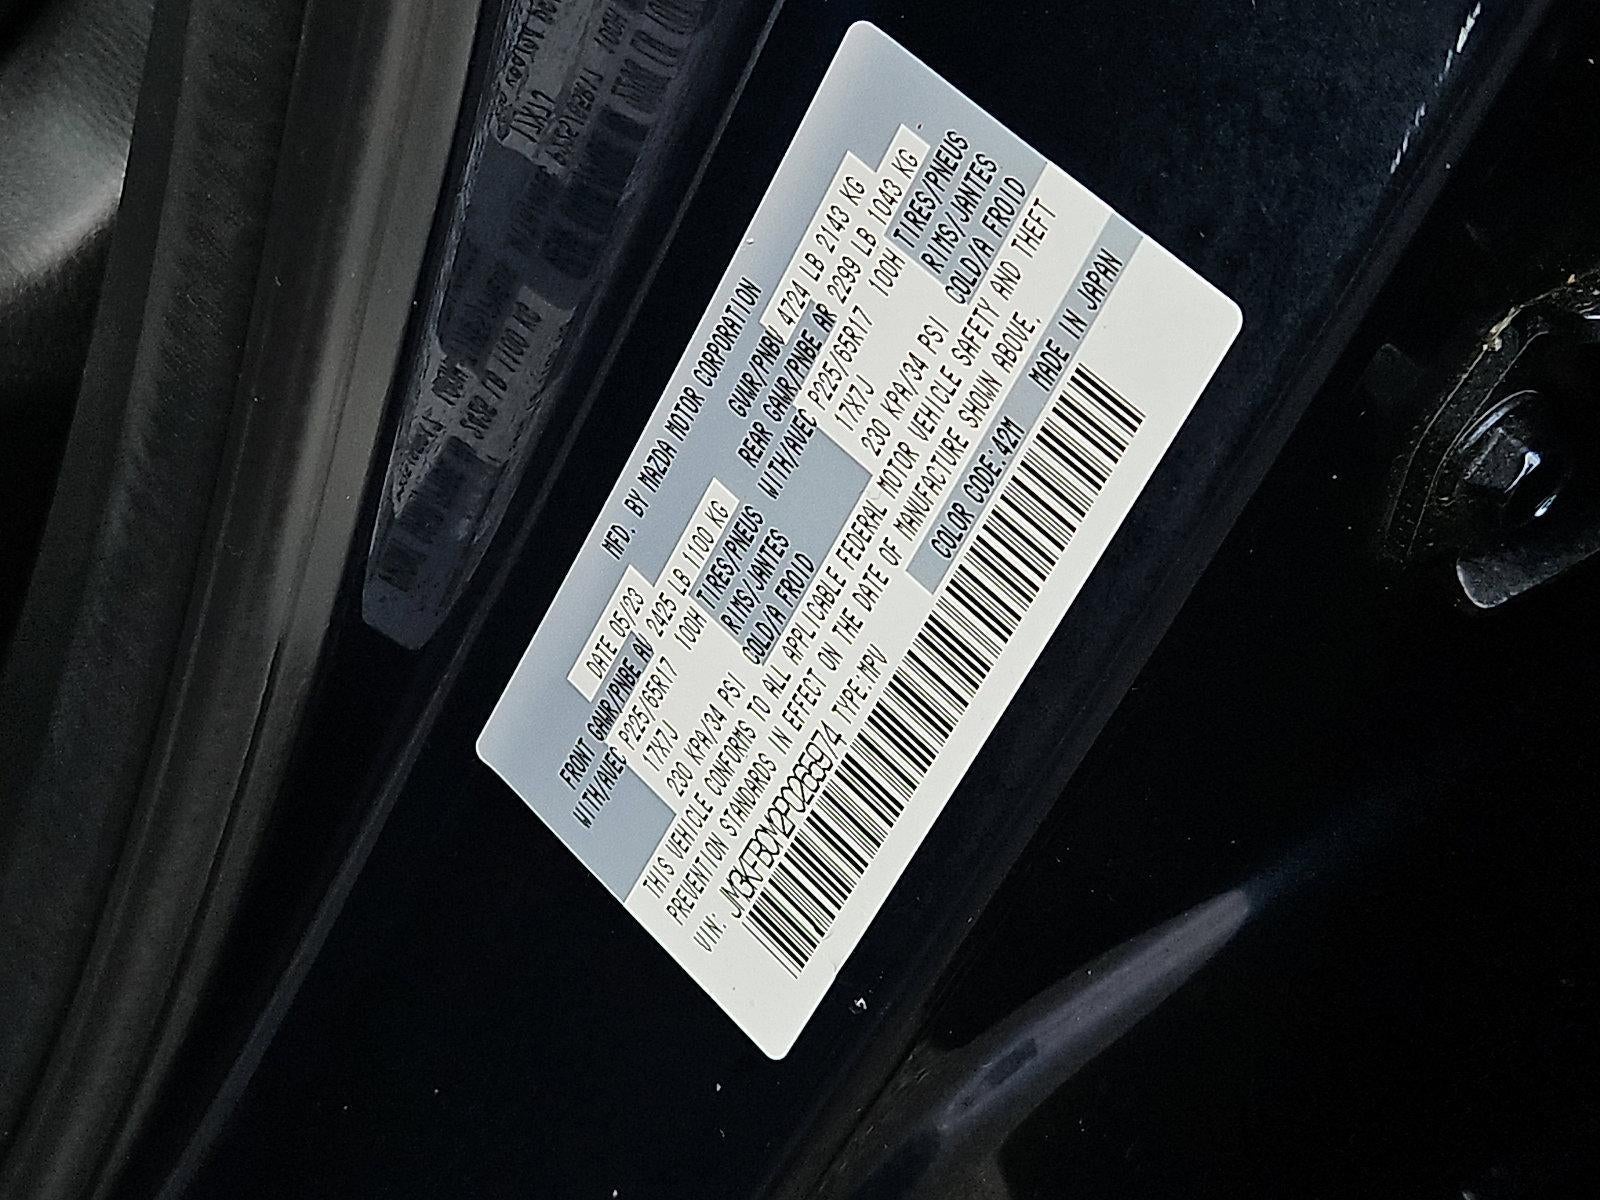 MFD. BY MAZDA MOTOR CORPORATION
DATE 05/23
GVWR/PNBV 4724 LB 2143 KG
FRONT GAWR/PNBE AV 2425 LB 1100 KG
REAR GAWR/PNBE AR 2299 LB 1043 KG
WITH/AVEC P225/65R17 100H TIRES/PNEUS
WITH/AVEC P225/65R17 100H TIRES/PNEUS
17X7J RIMS/JANTES
17X7J RIMS/JANTES
230 KPA/34 PSI COLD/A FROID
230 KPA/34 PSI COLD/A FROID
THIS VEHICLE CONFORMS TO ALL APPLICABLE FEDERAL MOTOR VEHICLE SAFETY AND THEFT
PREVENTION STANDARDS IN EFFECT ON THE DATE OF MANUFACTURE SHOWN ABOVE.
VIN: TYPE:MPV COLOR CODE:42M MADE IN JAPAN